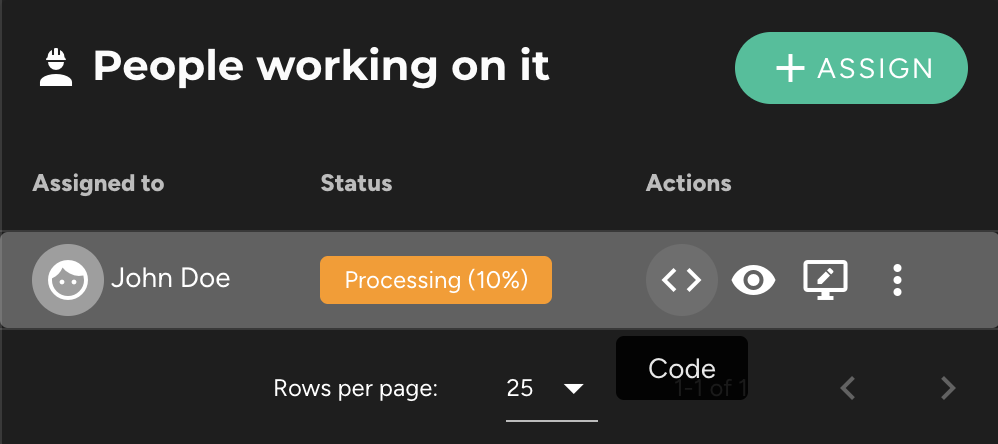 People working on it
+ ASSIGN
Assigned to Status Actions
John Doe Processing (10%)
Code
Rows per page: 25 1-1 of 1